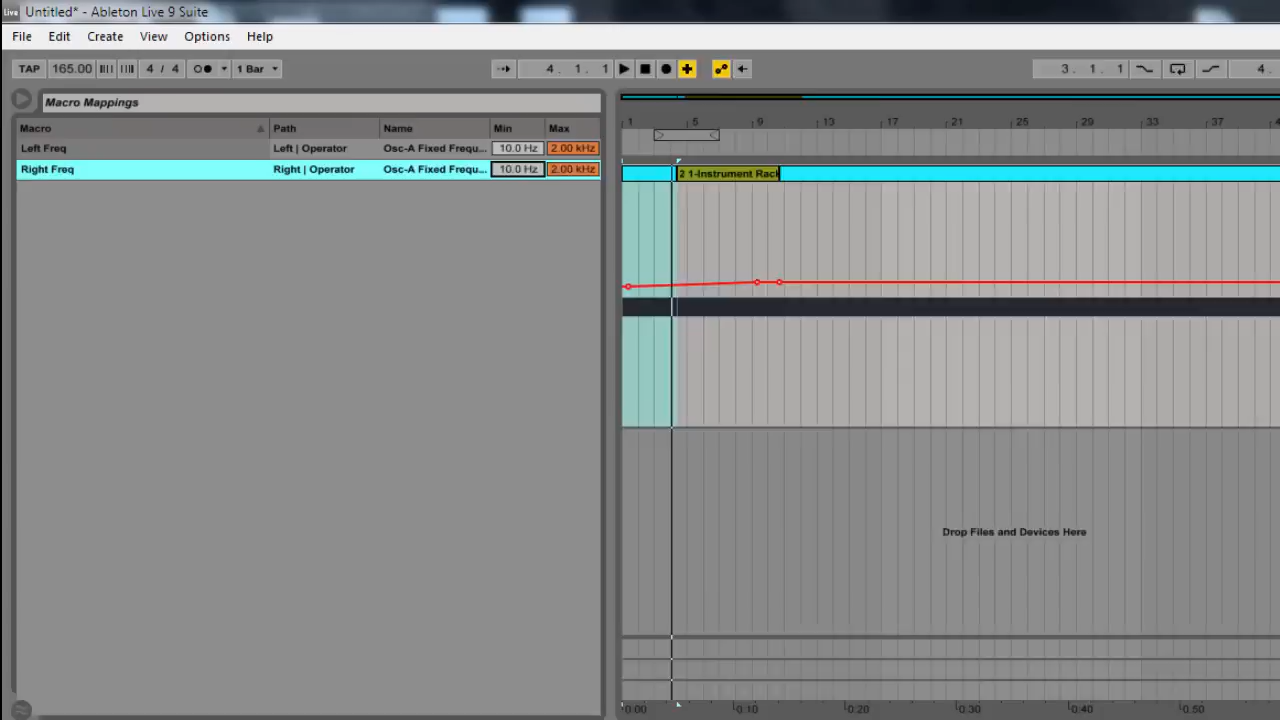 Live Untitled* - Ableton Live 9 Suite
File Edit Create View Options Help
TAP 165.00 4 / 4 1 Bar 4. 1. 1 3. 1. 1 4.
Macro Mappings
Macro Path Name Min Max
Left Freq Left | Operator Osc-A Fixed Frequ... 10.0 Hz 2.00 kHz
Right Freq Right | Operator Osc-A Fixed Frequ... 10.0 Hz 2.00 kHz
1 5 9 13 17 21 25 29 33 37
2 1-Instrument Rack
Drop Files and Devices Here
0:00 0:10 0:20 0:30 0:40 0:50